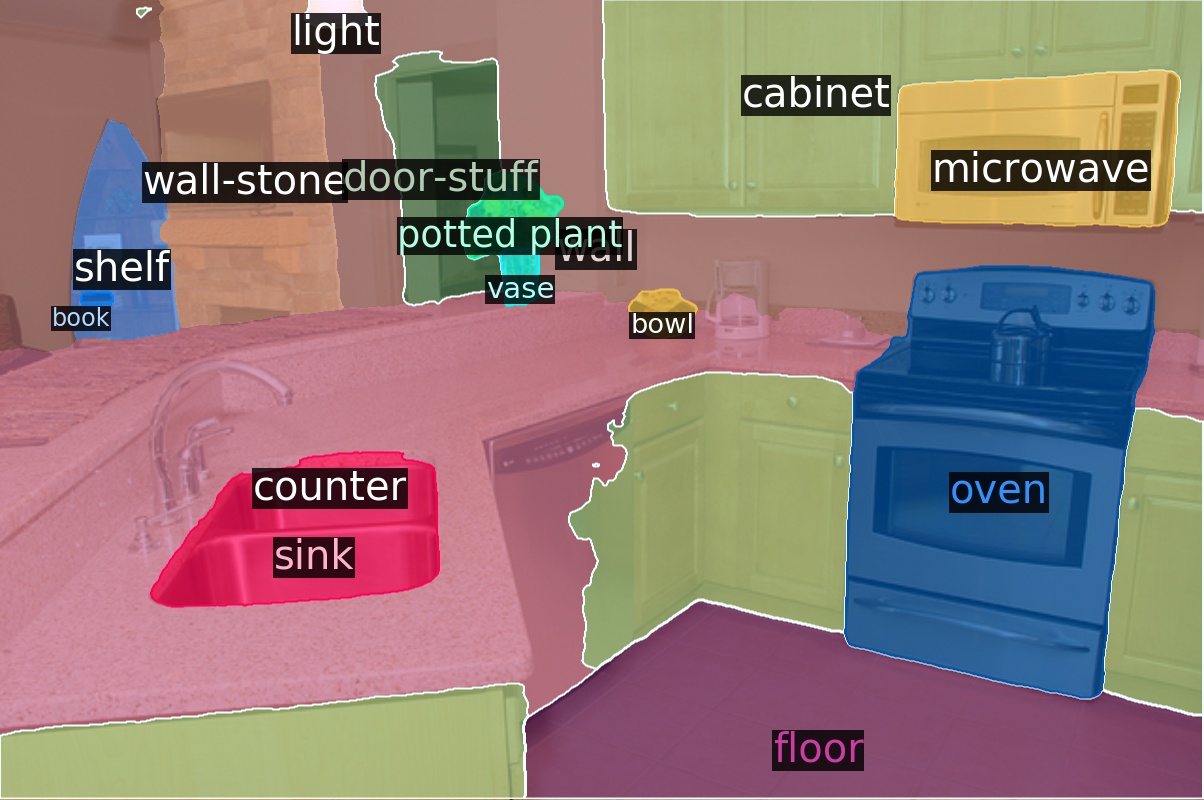 light
cabinet
microwave
wall-stone
door-stuff
potted plant
wall
shelf
vase
book
bowl
counter
oven
sink
floor